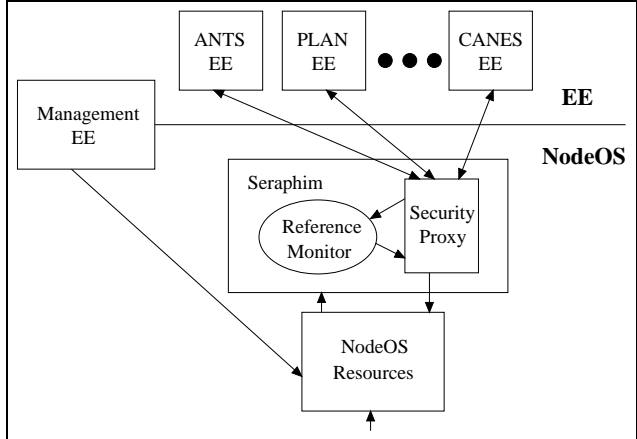 ANTS
EE
PLAN
EE
CANES
EE
EE
Management
EE
NodeOS
Seraphim
Reference
Monitor
Security
Proxy
NodeOS
Resources